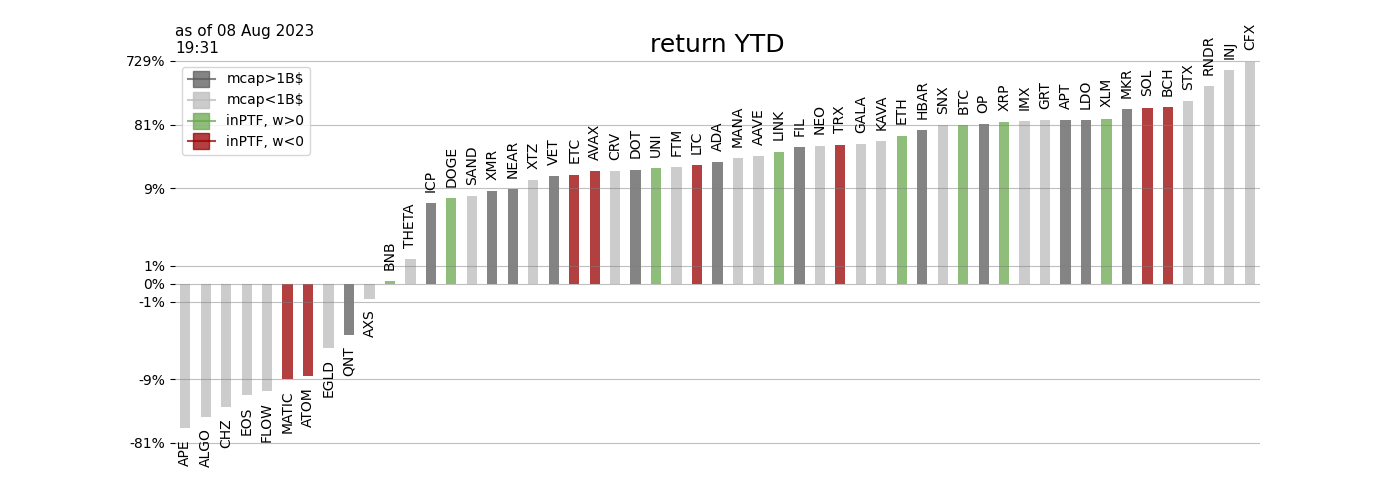 as of 08 Aug 2023
19:31
return YTD
729%
81%
9%
1%
0%
-1%
-9%
-81%
mcap>1B$
mcap<1B$
inPTF, w>0
inPTF, w<0
APE
ALGO
CHZ
EOS
FLOW
MATIC
ATOM
EGLD
QNT
AXS
BNB
THETA
ICP
DOGE
SAND
XMR
NEAR
XTZ
VET
ETC
AVAX
CRV
DOT
UNI
FTM
LTC
ADA
MANA
AAVE
LINK
FIL
NEO
TRX
GALA
KAVA
ETH
HBAR
SNX
BTC
OP
XRP
IMX
GRT
APT
LDO
XLM
MKR
SOL
BCH
STX
RNDR
INJ
CFX